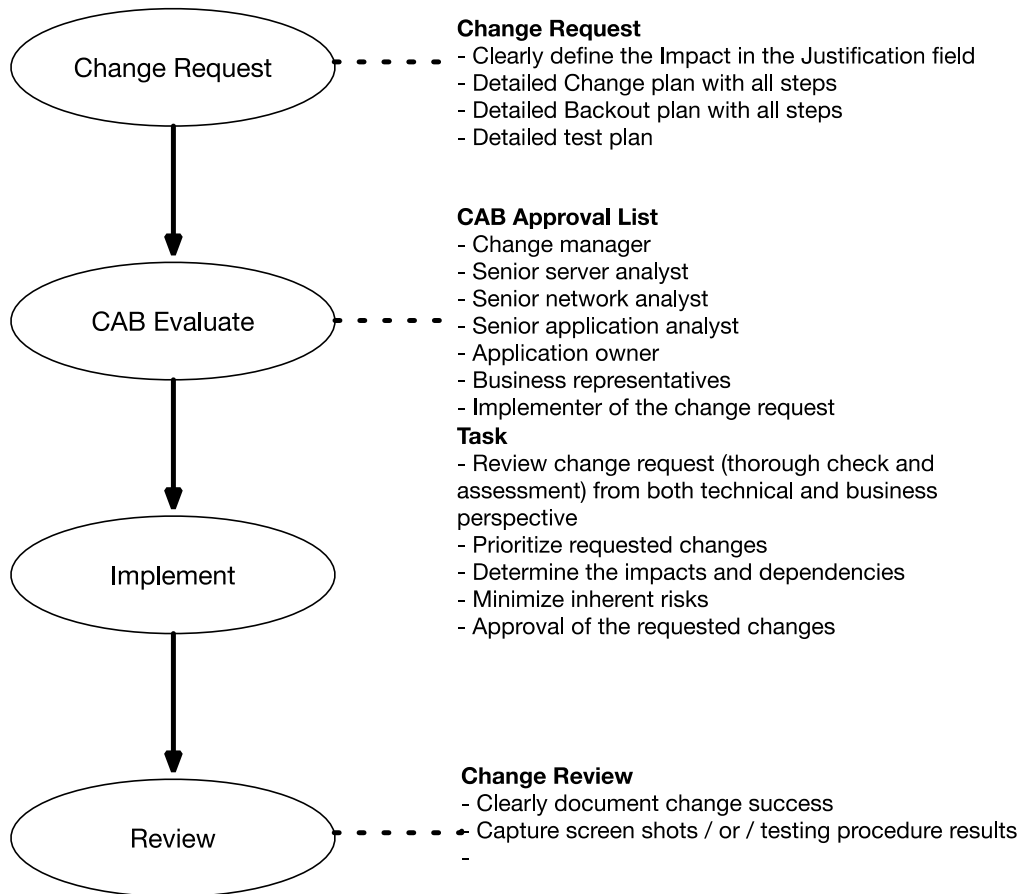 Change Request
Change Request
- Clearly define the Impact in the Justification field
- Detailed Change plan with all steps
- Detailed Backout plan with all steps
- Detailed test plan
CAB Evaluate
CAB Approval List
- Change manager
- Senior server analyst
- Senior network analyst
- Senior application analyst
- Application owner
- Business representatives
- Implementer of the change request
Task
- Review change request (thorough check and
assessment) from both technical and business
perspective
- Prioritize requested changes
- Determine the impacts and dependencies
- Minimize inherent risks
- Approval of the requested changes
Implement
Review
Change Review
- Clearly document change success
- Capture screen shots / or / testing procedure results
-